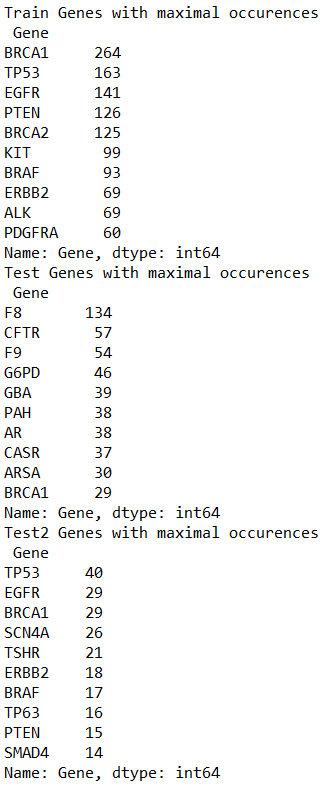 Train Genes with maximal occurences
 Gene
BRCA1     264
TP53      163
EGFR      141
PTEN      126
BRCA2     125
KIT        99
BRAF       93
ERBB2      69
ALK        69
PDGFRA     60
Name: Gene, dtype: int64
Test Genes with maximal occurences
 Gene
F8       134
CFTR      57
F9        54
G6PD      46
GBA       39
PAH       38
AR        38
CASR      37
ARSA      30
BRCA1     29
Name: Gene, dtype: int64
Test2 Genes with maximal occurences
 Gene
TP53     40
EGFR     29
BRCA1    29
SCN4A    26
TSHR     21
ERBB2    18
BRAF     17
TP63     16
PTEN     15
SMAD4    14
Name: Gene, dtype: int64